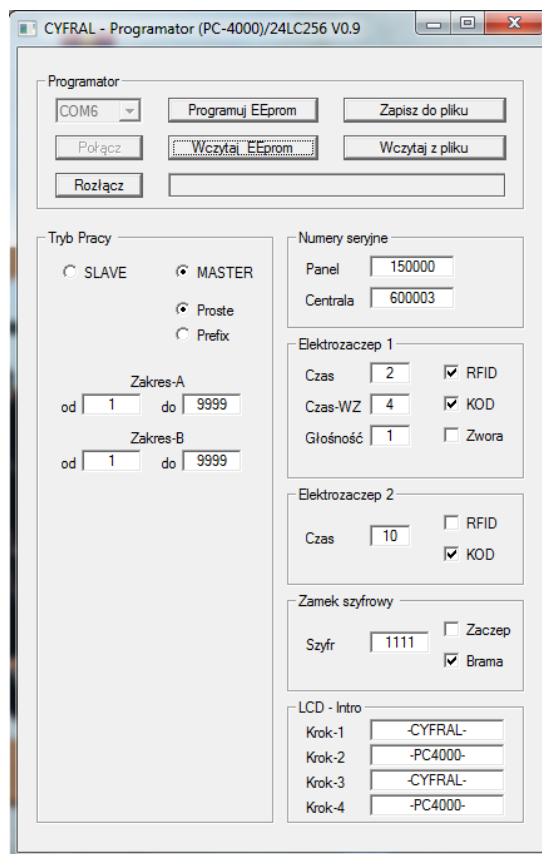 CYFRAL - Programator (PC-4000)/24LC256 V0.9
Programator
COM6 Programuj EEprom Zapisz do pliku
Połącz Wczytaj EEprom Wczytaj z pliku
Rozłącz
Tryb Pracy
SLAVE MASTER
Proste
Prefix
Zakres-A
od 1 do 9999
Zakres-B
od 1 do 9999
Numery seryjne
Panel 150000
Centrala 600003
Elektrozaczep 1
Czas 2 RFID
Czas-WZ 4 KOD
Głośność 1 Zwora
Elektrozaczep 2
Czas 10 RFID
KOD
Zamek szyfrowy
Szyfr 1111 Zaczep
Brama
LCD - Intro
Krok-1 -CYFRAL-
Krok-2 -PC4000-
Krok-3 -CYFRAL-
Krok-4 -PC4000-